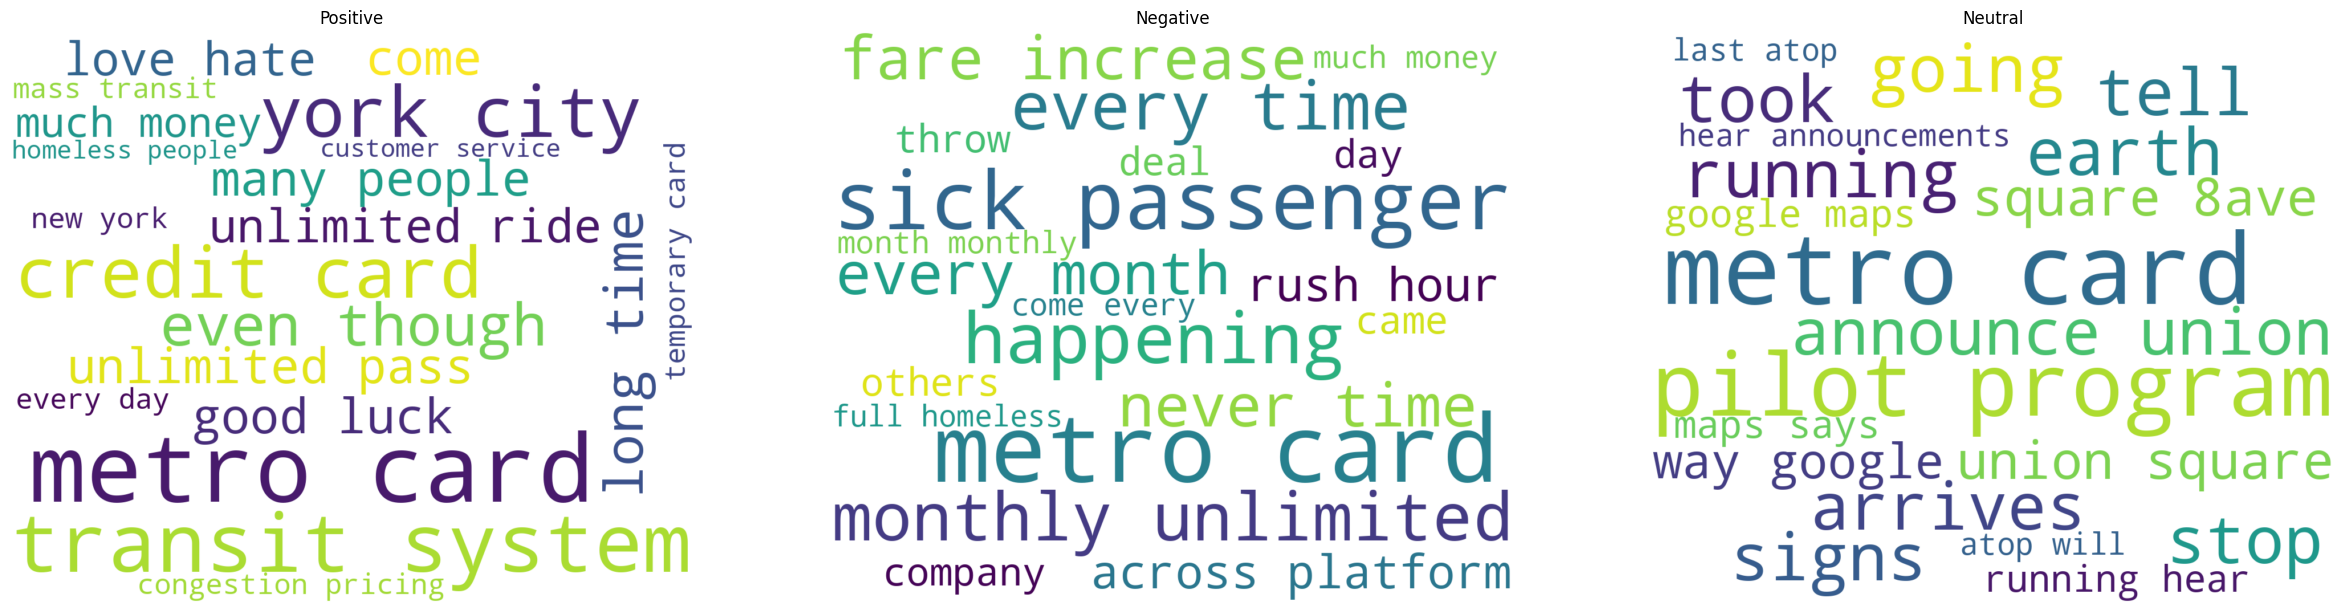 Positive
love hate
come
mass transit
york city
much money
homeless people
customer service
temporary card
many people
new york
unlimited ride
long time
credit card
even though
unlimited pass
every day
good luck
metro card
transit system
congestion pricing
Negative
fare increase
much money
every time
throw
deal
day
sick passenger
month monthly
every month
rush hour
come every
happening
came
others
full homeless
never time
metro card
monthly unlimited
company
across platform
Neutral
last atop
going
took
tell
hear announcements
earth
running
square 8ave
google maps
metro card
announce union
pilot program
maps says
way google
union square
arrives
signs
atop will
stop
running hear